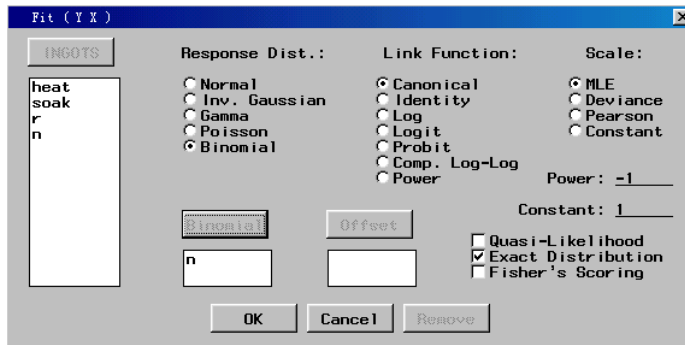 Fit ( Y X )
INGOTS
heat
soak
r
n
Response Dist.:
Normal
Inv. Gaussian
Gamma
Poisson
Binomial
Link Function:
Canonical
Identity
Log
Logit
Probit
Comp. Log-Log
Power
Scale:
MLE
Deviance
Pearson
Constant
Power: -1
Constant: 1
Binomial
n
Offset
Quasi-Likelihood
Exact Distribution
Fisher's Scoring
OK
Cancel
Remove